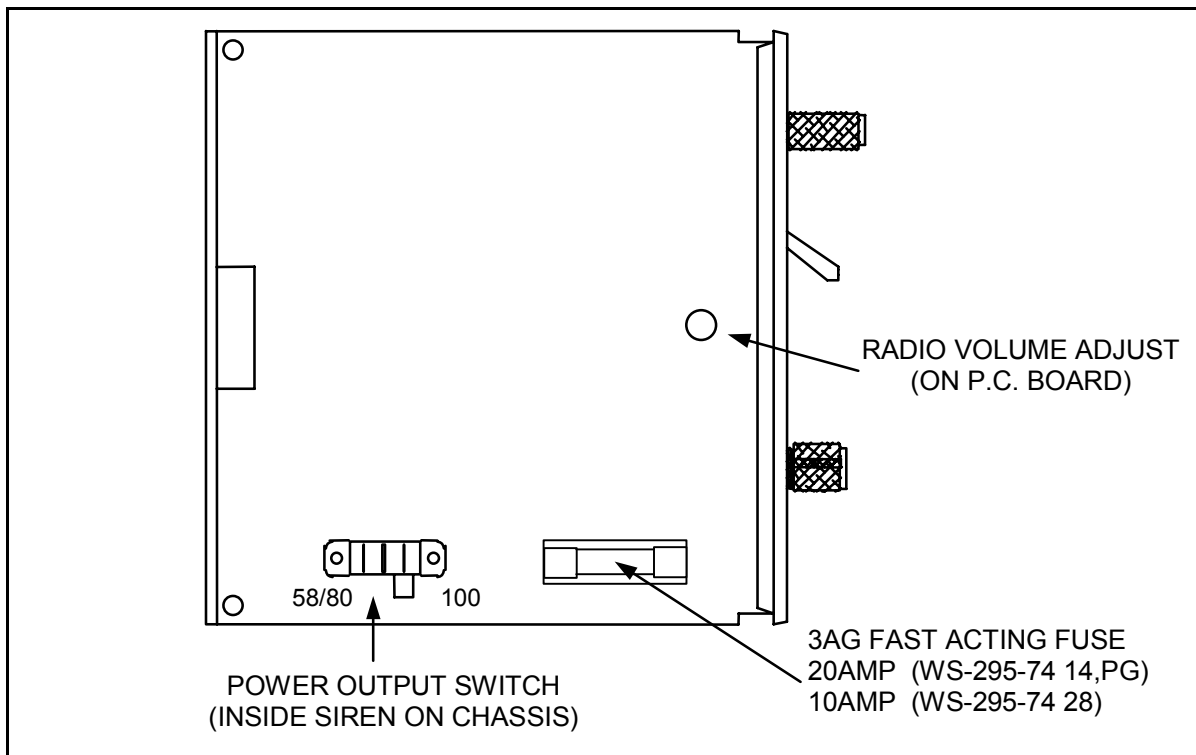 RADIO VOLUME ADJUST
(ON P.C. BOARD)
58/80 100
POWER OUTPUT SWITCH
(INSIDE SIREN ON CHASSIS)
3AG FAST ACTING FUSE
20AMP (WS-295-74 14,PG)
10AMP (WS-295-74 28)